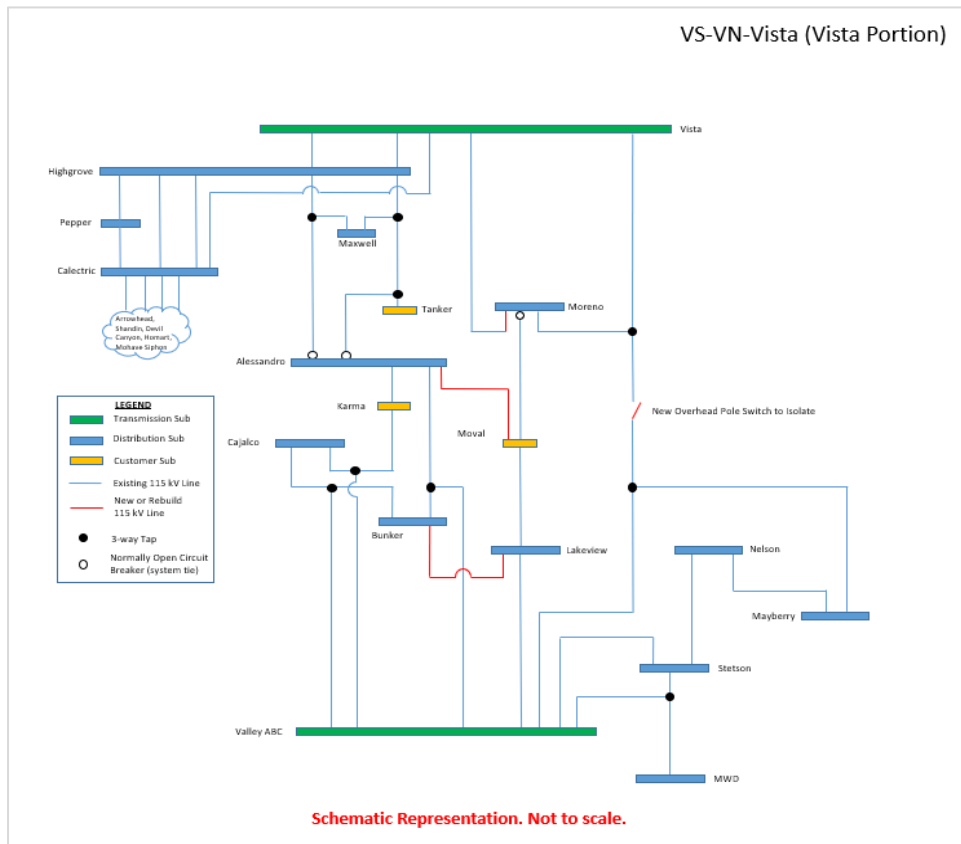 VS-VN-Vista (Vista Portion)
Vista
Highgrove
Pepper
Maxwell
Calectric
Arrowhead,
Shandin, Devil
Canyon, Homart,
Mohave Siphon
Tanker
Moreno
Alessandro
LEGEND
Transmission Sub
Distribution Sub
Customer Sub
Existing 115 kV Line
New or Rebuild
115 kV Line
3-way Tap
Normally Open Circuit
Breaker (system tie)
Karma
New Overhead Pole Switch to Isolate
Moval
Cajalco
Bunker
Lakeview
Nelson
Mayberry
Stetson
Valley ABC
MWD
Schematic Representation. Not to scale.